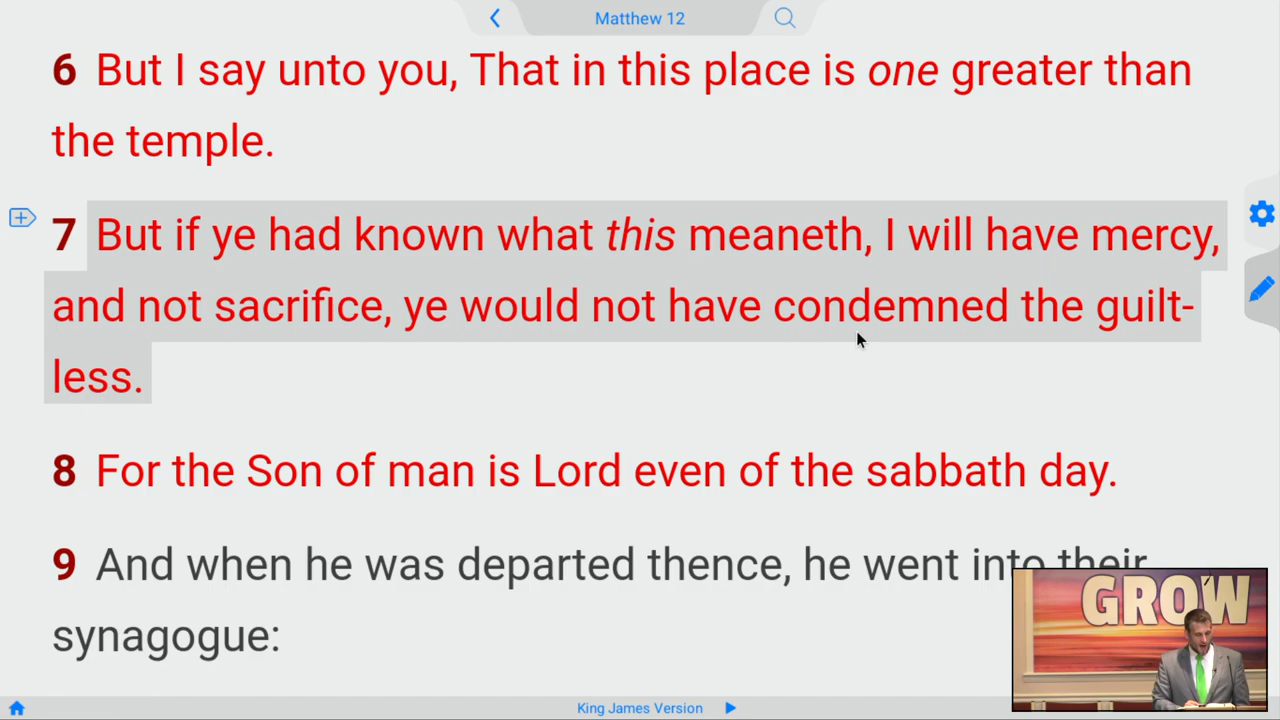 Matthew 12
6 But I say unto you, That in this place is one greater than
the temple.
7 But if ye had known what this meaneth, I will have mercy,
and not sacrifice, ye would not have condemned the guilt-
less.
8 For the Son of man is Lord even of the sabbath day.
9 And when he was departed thence, he went into their
synagogue:
GROW
King James Version